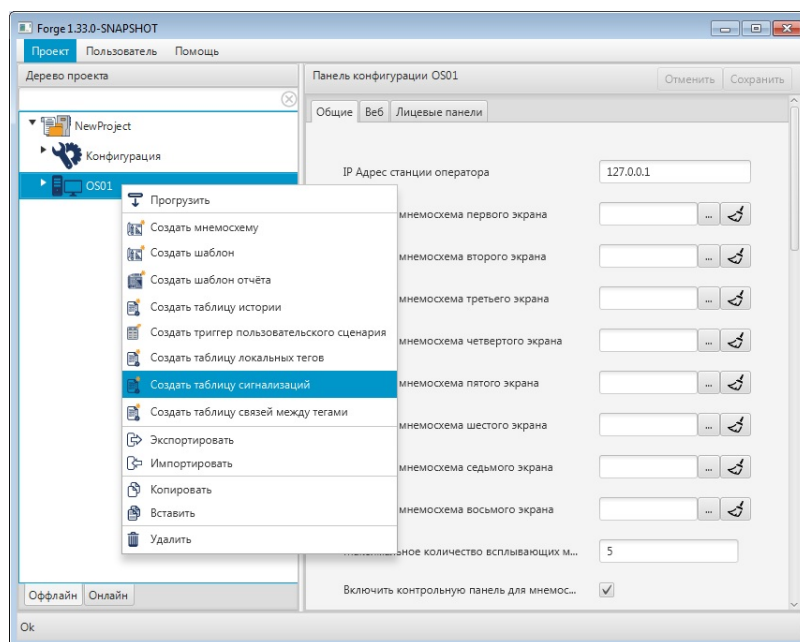 Forge 1.33.0-SNAPSHOT
Проект Пользователь Помощь
Дерево проекта
NewProject
Конфигурация
OS01
Прогрузить
Создать мнемосхему
Создать шаблон
Создать шаблон отчёта
Создать таблицу истории
Создать триггер пользовательского сценария
Создать таблицу локальных тегов
Создать таблицу сигнализаций
Создать таблицу связей между тегами
Экспортировать
Импортировать
Копировать
Вставить
Удалить
Оффлайн Онлайн
Панель конфигурации OS01
Отменить Сохранить
Общие Веб Лицевые панели
IP Адрес станции оператора 127.0.0.1
мнемосхема первого экрана ...
мнемосхема второго экрана ...
мнемосхема третьего экрана ...
мнемосхема четвертого экрана ...
мнемосхема пятого экрана ...
мнемосхема шестого экрана ...
мнемосхема седьмого экрана ...
мнемосхема восьмого экрана ...
количество всплывающих м... 5
Включить контрольную панель для мнемос...
Ok